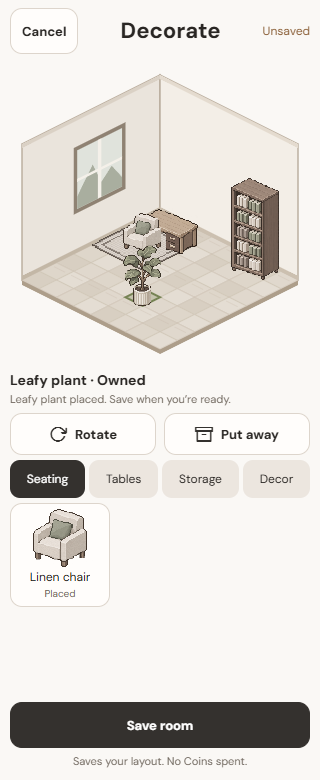 Cancel
Decorate
Unsaved
Leafy plant · Owned
Leafy plant placed. Save when you’re ready.
Rotate
Put away
Seating
Tables
Storage
Decor
Linen chair
Placed
Save room
Saves your layout. No Coins spent.